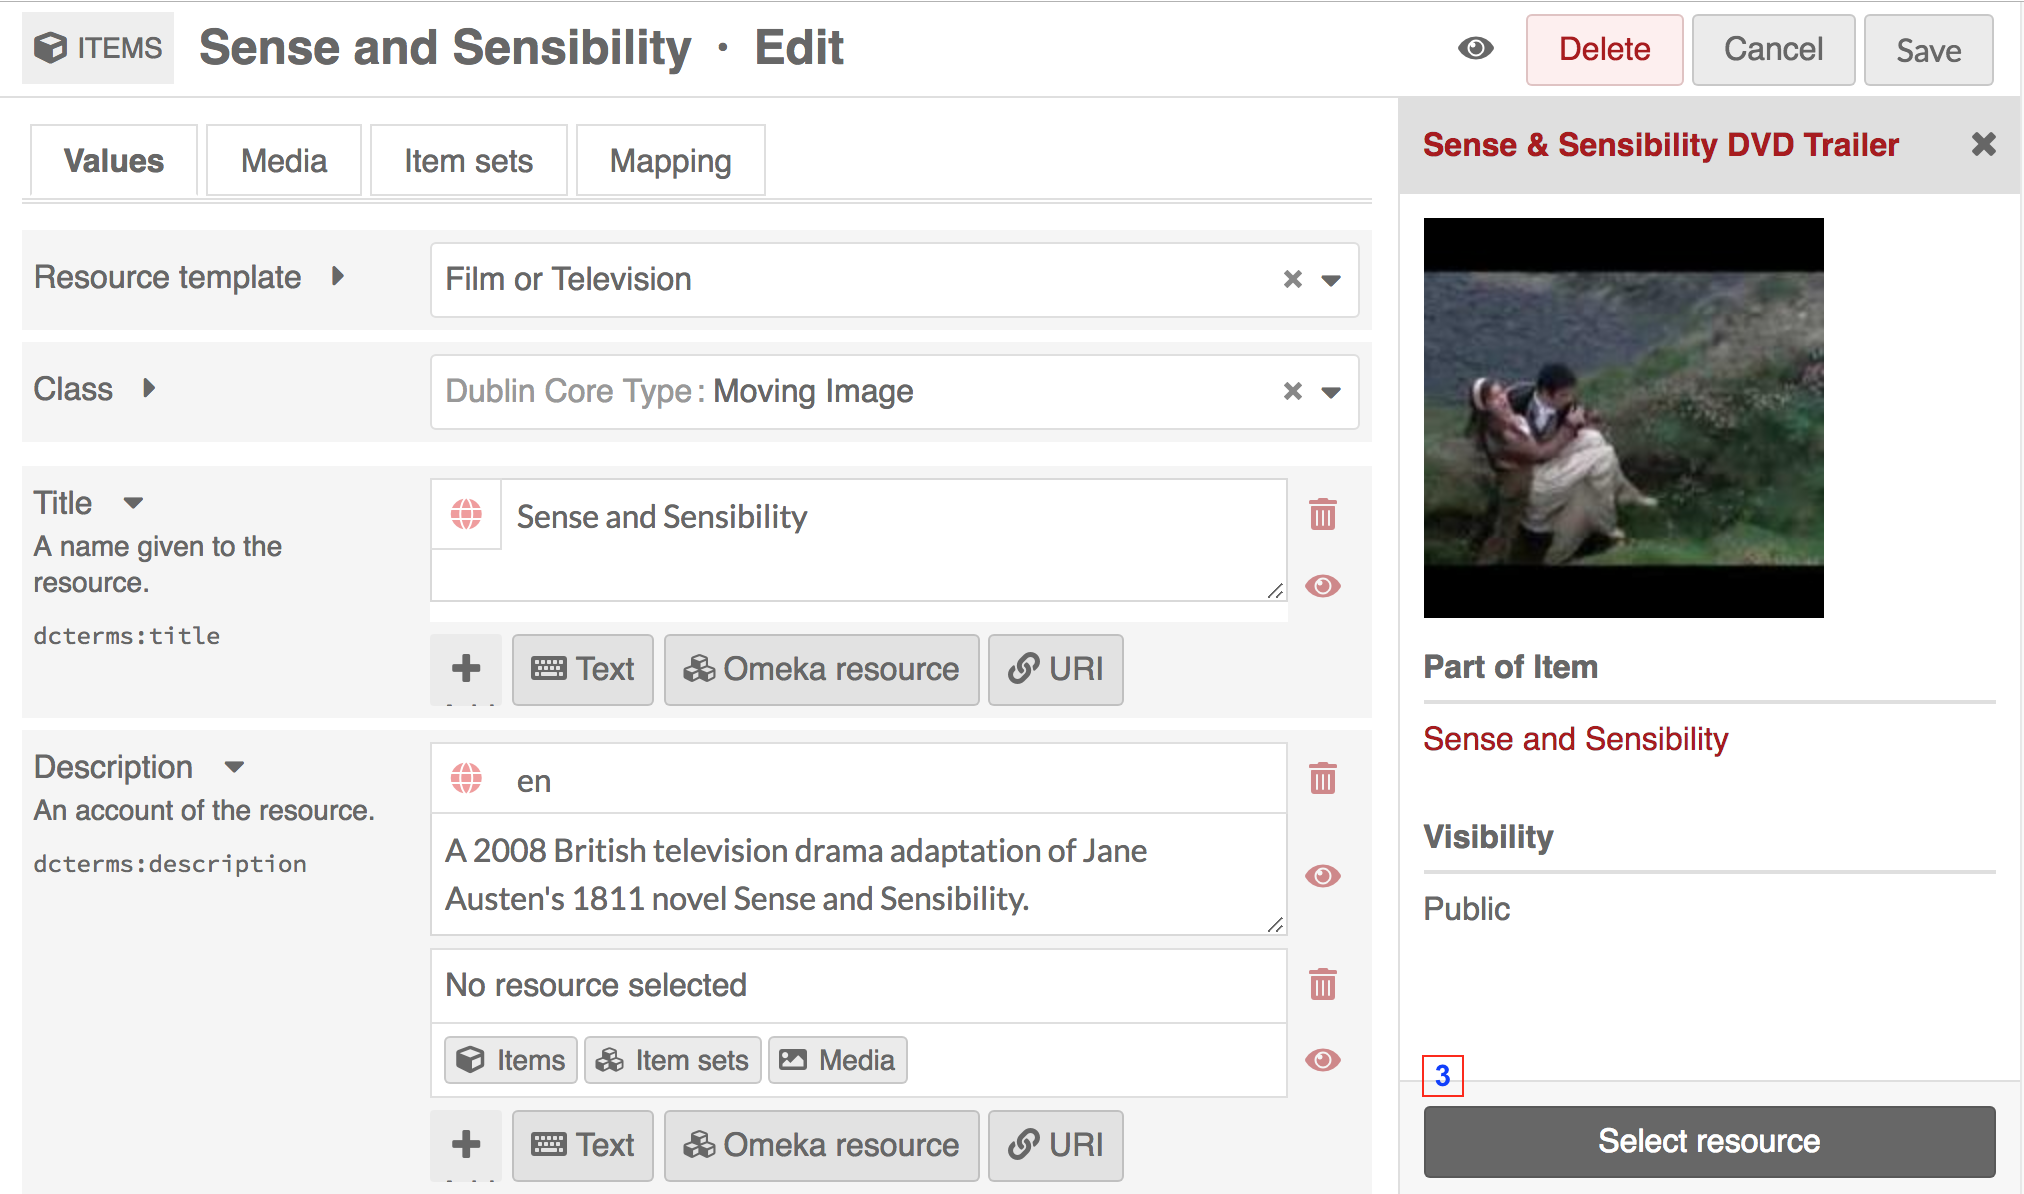 ITEMS Sense and Sensibility · Edit
Delete Cancel Save
Values Media Item sets Mapping
Resource template
Film or Television
Class
Dublin Core Type: Moving Image
Title
A name given to the
resource.
dcterms:title
Sense and Sensibility
Text Omeka resource URI
Description
An account of the resource.
dcterms:description
en
A 2008 British television drama adaptation of Jane
Austen's 1811 novel Sense and Sensibility.
No resource selected
Items Item sets Media
Text Omeka resource URI
Sense & Sensibility DVD Trailer
Part of Item
Sense and Sensibility
Visibility
Public
3
Select resource